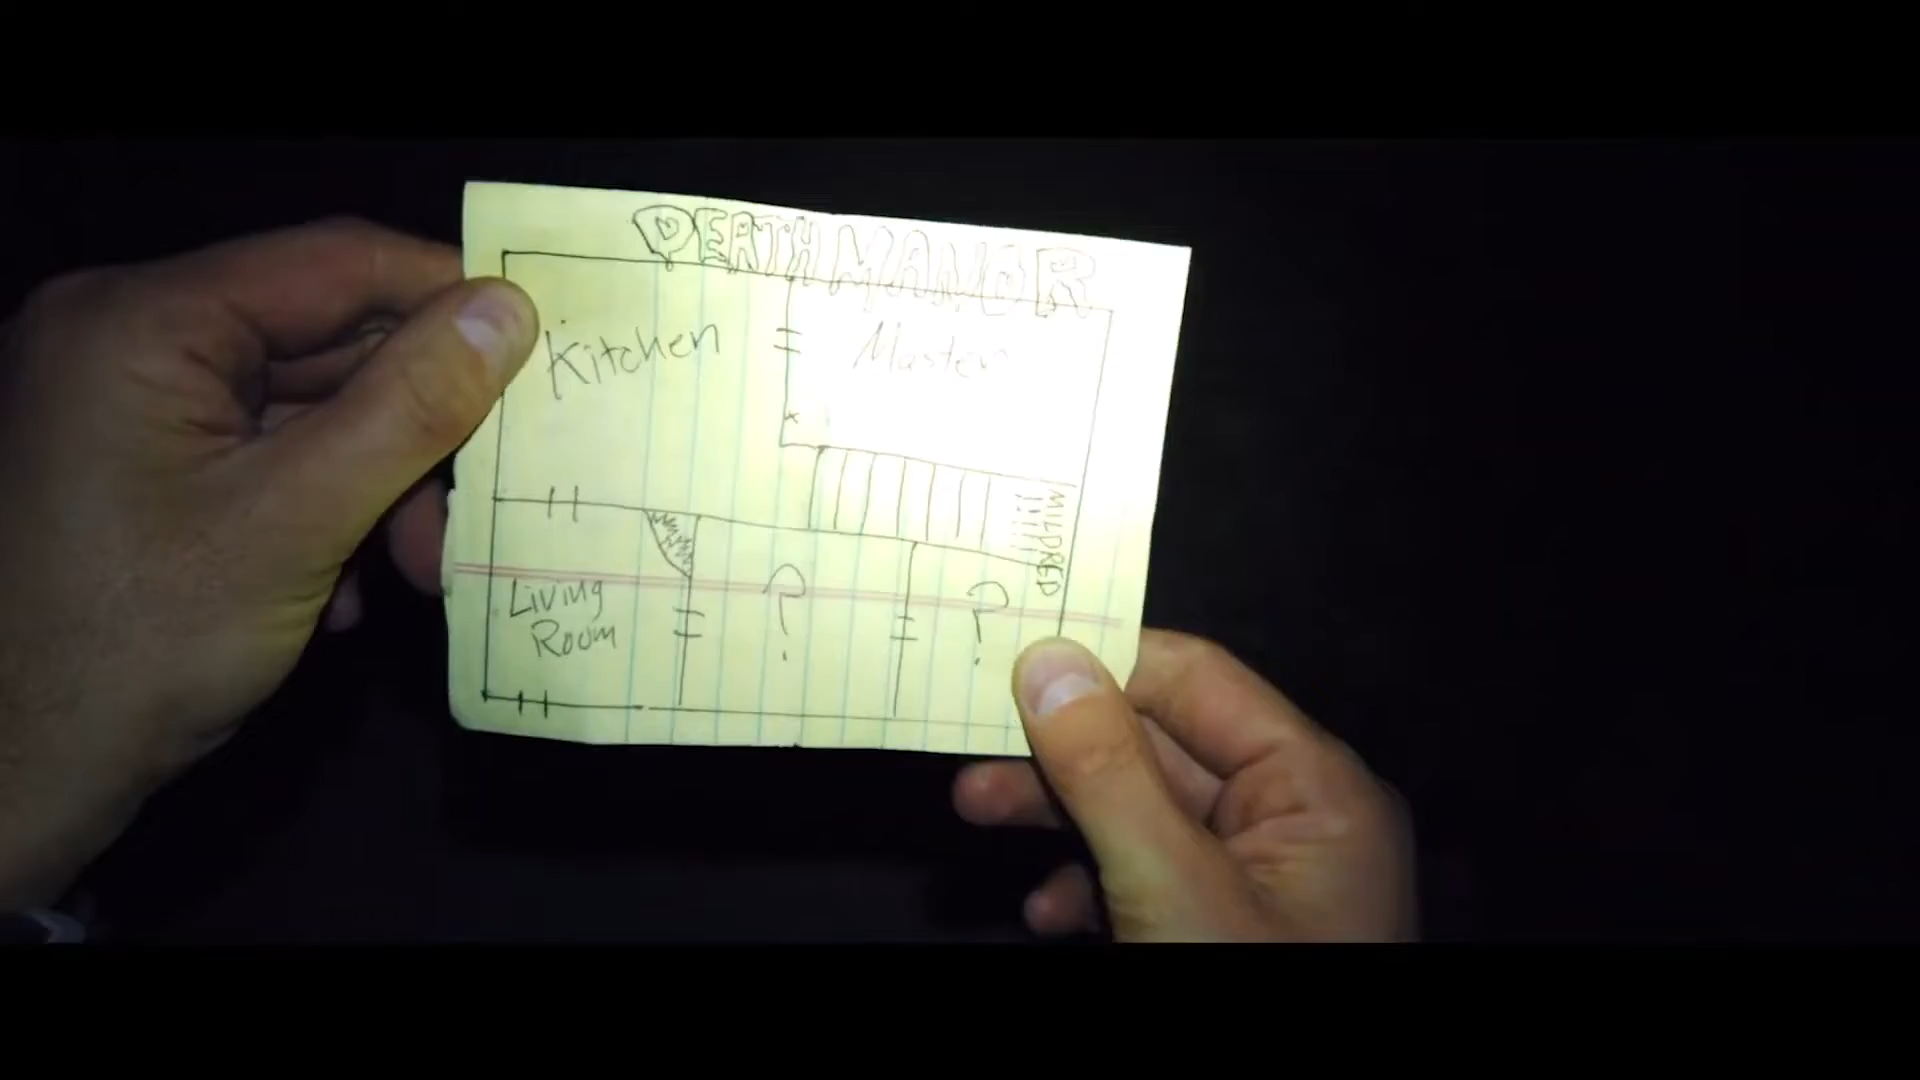 DEATH MANOR
Kitchen
Master
MILDRED
Living
Room
?
?